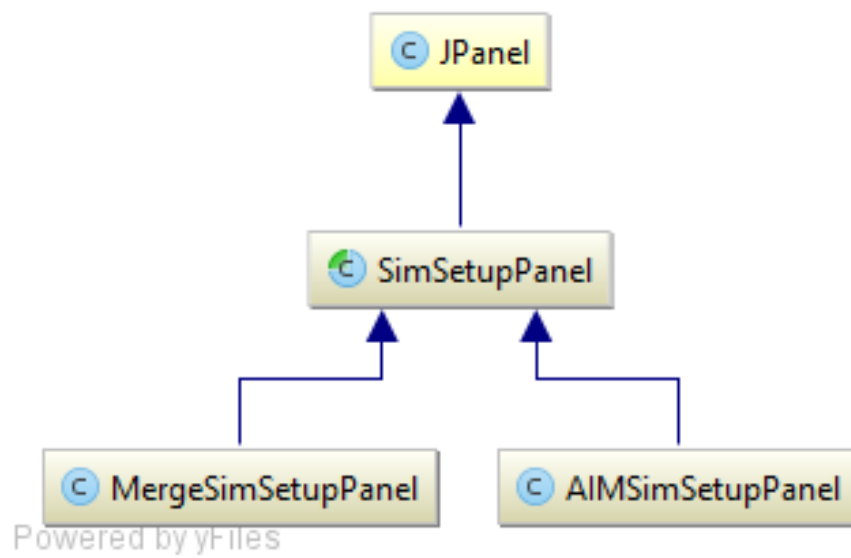 C JPanel
C SimSetupPanel
C MergeSimSetupPanel
C AIMSimSetupPanel
Powered by yFiles